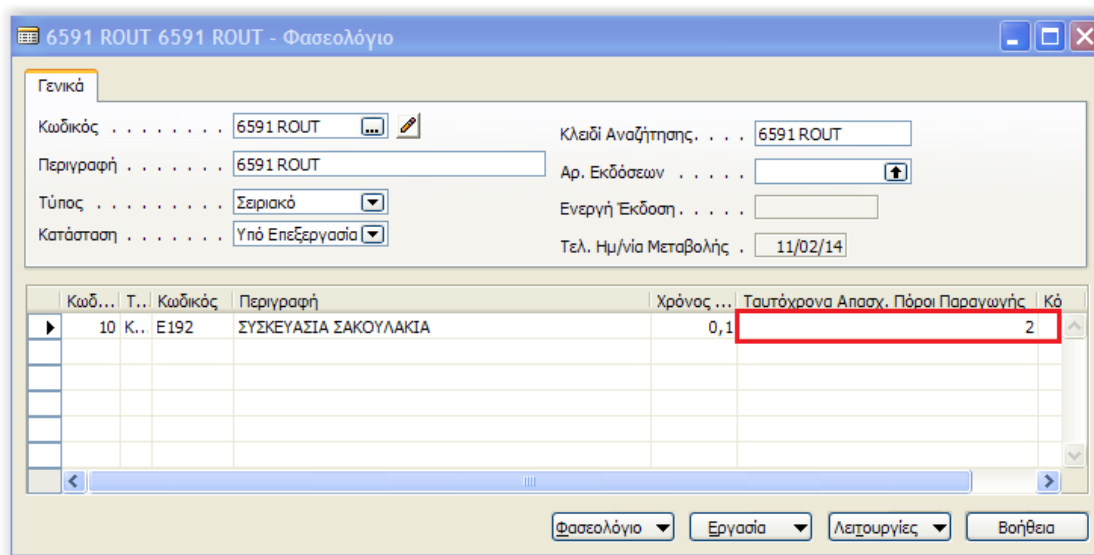 6591 ROUT 6591 ROUT - Φασεολόγιο
Γενικά
Κωδικός . . . . . . . . 6591 ROUT ...
Περιγραφή . . . . . . . 6591 ROUT
Τύπος . . . . . . . . . Σειριακό
Κατάσταση . . . . . . . Υπό Επεξεργασία
Κλειδί Αναζήτησης. . . . 6591 ROUT
Αρ. Εκδόσεων . . . . .
Ενεργή Έκδοση . . . . .
Τελ. Ημ/νία Μεταβολής . 11/02/14
Κωδ... Τ... Κωδικός Περιγραφή Χρόνος ... Ταυτόχρονα Απασχ. Πόροι Παραγωγής Κό
10 Κ... E192 ΣΥΣΚΕΥΑΣΙΑ ΣΑΚΟΥΛΑΚΙΑ 0,1 2
Φασεολόγιο Εργασία Λειτουργίες Βοήθεια